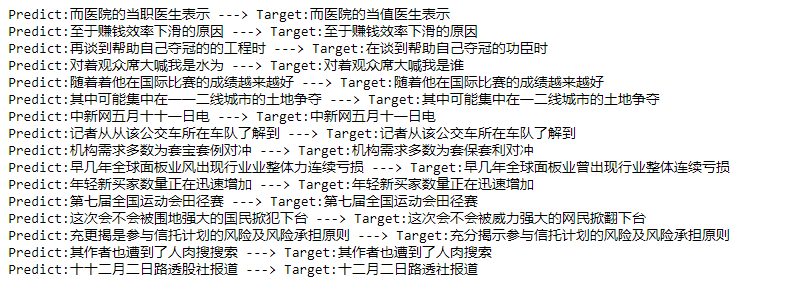 Predict:而医院的当职医生表示 ---> Target:而医院的当值医生表示
Predict:至于赚钱效率下滑的原因 ---> Target:至于赚钱效率下滑的原因
Predict:再谈到帮助自己夺冠的的工程时 ---> Target:在谈到帮助自己夺冠的功臣时
Predict:对着观众席大喊我是水为 ---> Target:对着观众席大喊我是谁
Predict:随着着他在国际比赛的成绩越来越好 ---> Target:随着他在国际比赛的成绩越来越好
Predict:其中可能集中在一一二线城市的土地争夺 ---> Target:其中可能集中在一二线城市的土地争夺
Predict:中新网五月十十一日电 ---> Target:中新网五月十一日电
Predict:记者从从该公交车所在车队了解到 ---> Target:记者从该公交车所在车队了解到
Predict:机构需求多数为套宝套例对冲 ---> Target:机构需求多数为套保套利对冲
Predict:早几年全球面板业风出现行业业整体力连续亏损 ---> Target:早几年全球面板业曾出现行业整体连续亏损
Predict:年轻新买家数量正在迅速增加 ---> Target:年轻新买家数量正在迅速增加
Predict:第七届全国运动会田径赛 ---> Target:第七届全国运动会田径赛
Predict:这次会不会被围地强大的国民掀犯下台 ---> Target:这次会不会被威力强大的网民掀翻下台
Predict:充更揭是参与信托计划的风险及风险承担原则 ---> Target:充分揭示参与信托计划的风险及风险承担原则
Predict:其作者也遭到了人肉搜搜索 ---> Target:其作者也遭到了人肉搜索
Predict:十十二月二日路透股社报道 ---> Target:十二月二日路透社报道